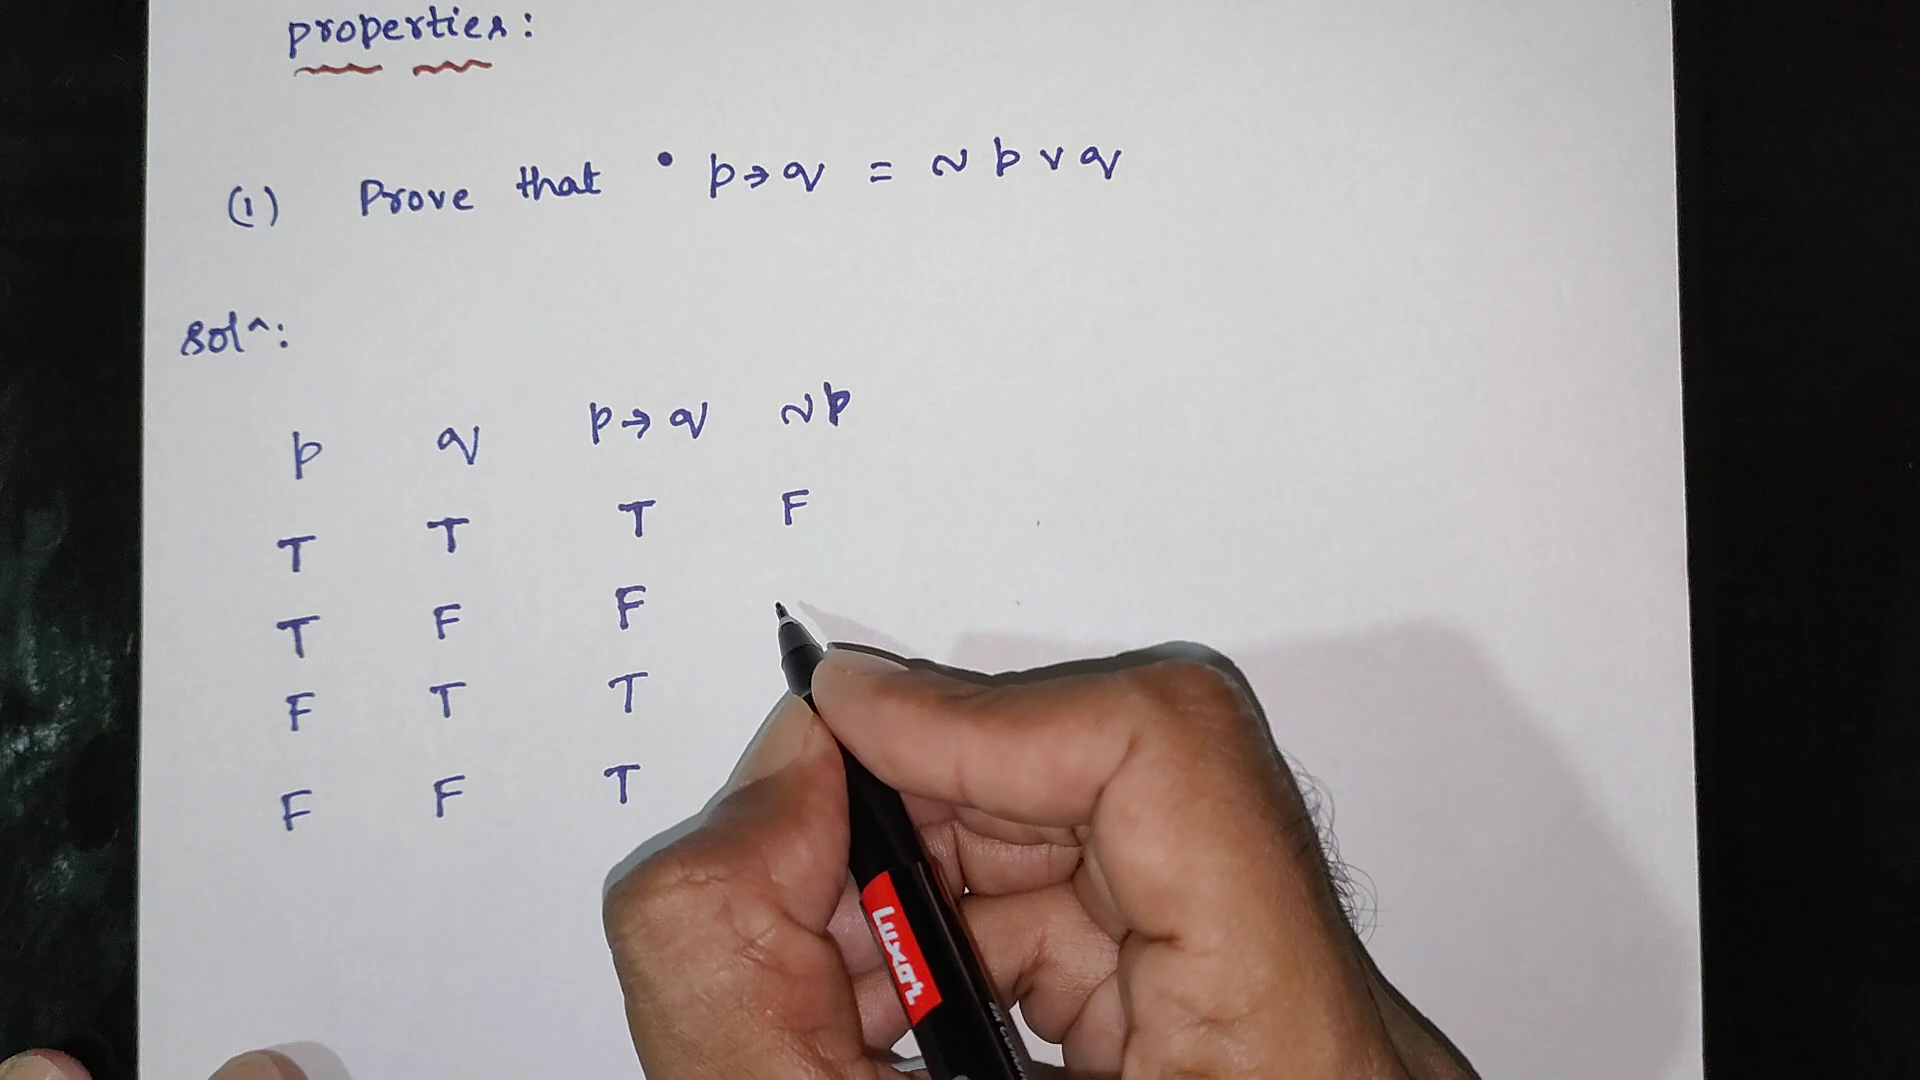 properties:
(1) Prove that • p→q = ~p∨q
Sol^:
p q p→q ~p
T T T F
T F F
F T T
F F T
Luxor